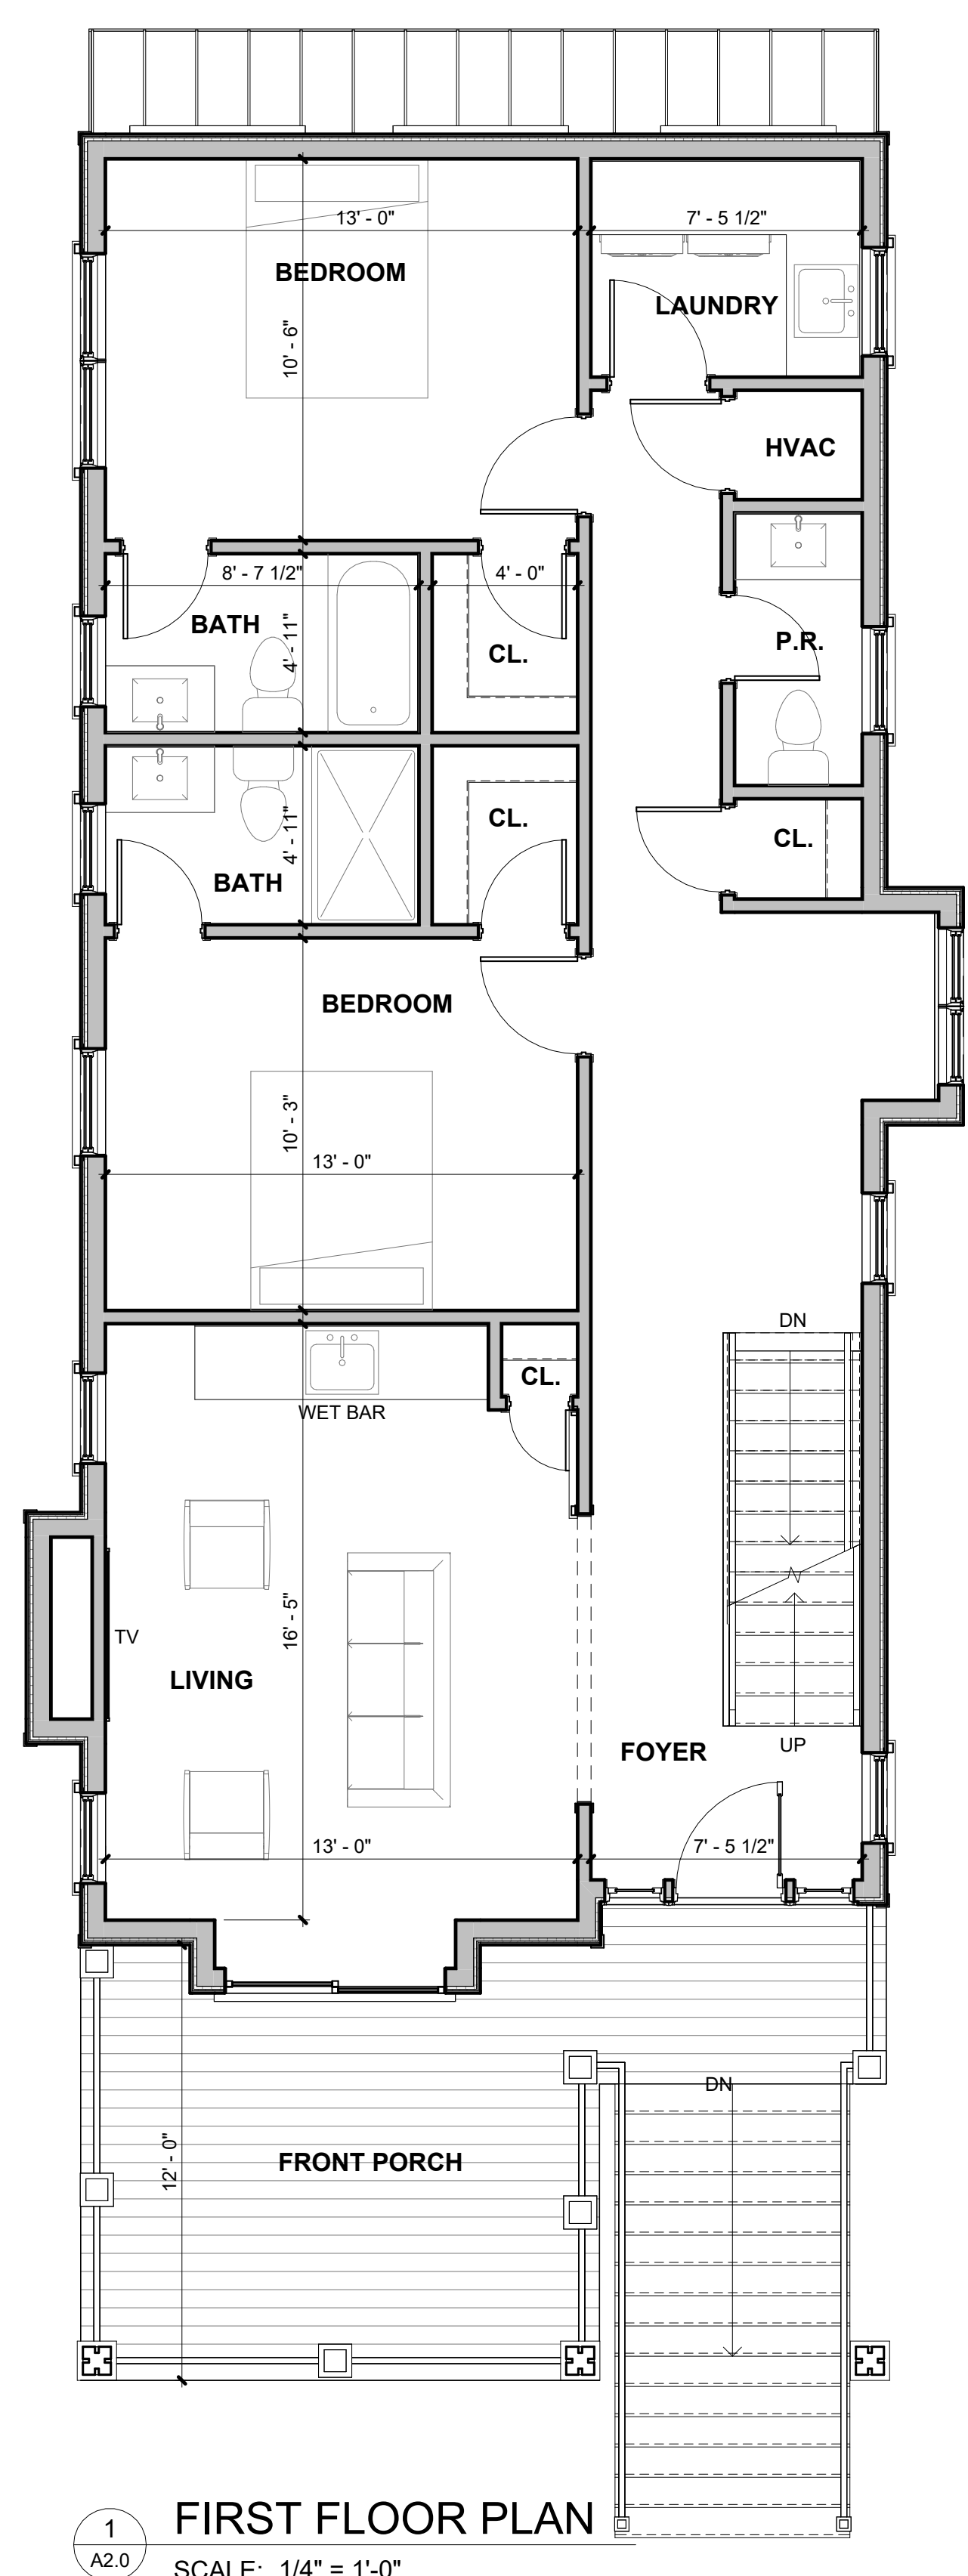 13' - 0"
7' - 5 1/2"
BEDROOM
LAUNDRY
10' - 6"
HVAC
8' - 7 1/2"
4' - 0"
BATH
4' - 11"
CL.
P.R.
CL.
4' - 11"
CL.
BATH
BEDROOM
10' - 3"
13' - 0"
DN
CL.
WET BAR
16' - 5"
TV
LIVING
FOYER
UP
13' - 0"
7' - 5 1/2"
DN
12' - 0"
FRONT PORCH
1
A2.0
FIRST FLOOR PLAN
SCALE: 1/4" = 1'-0"